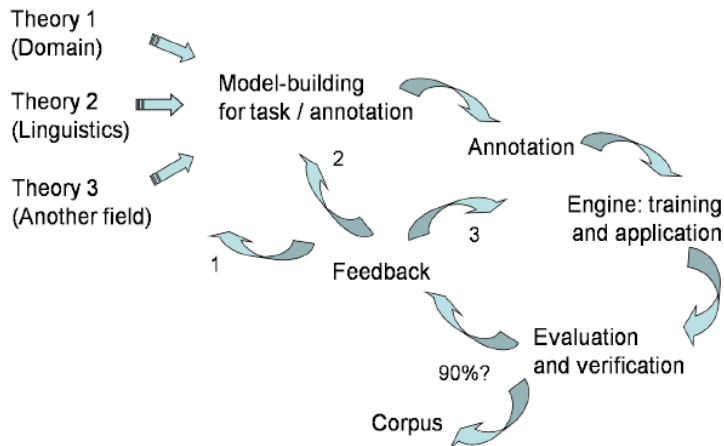 Theory 1
(Domain)
Theory 2
(Linguistics)
Theory 3
(Another field)
Model-building
for task / annotation
2
Annotation
Engine: training
and application
3
1
Feedback
Evaluation
and verification
90%?
Corpus